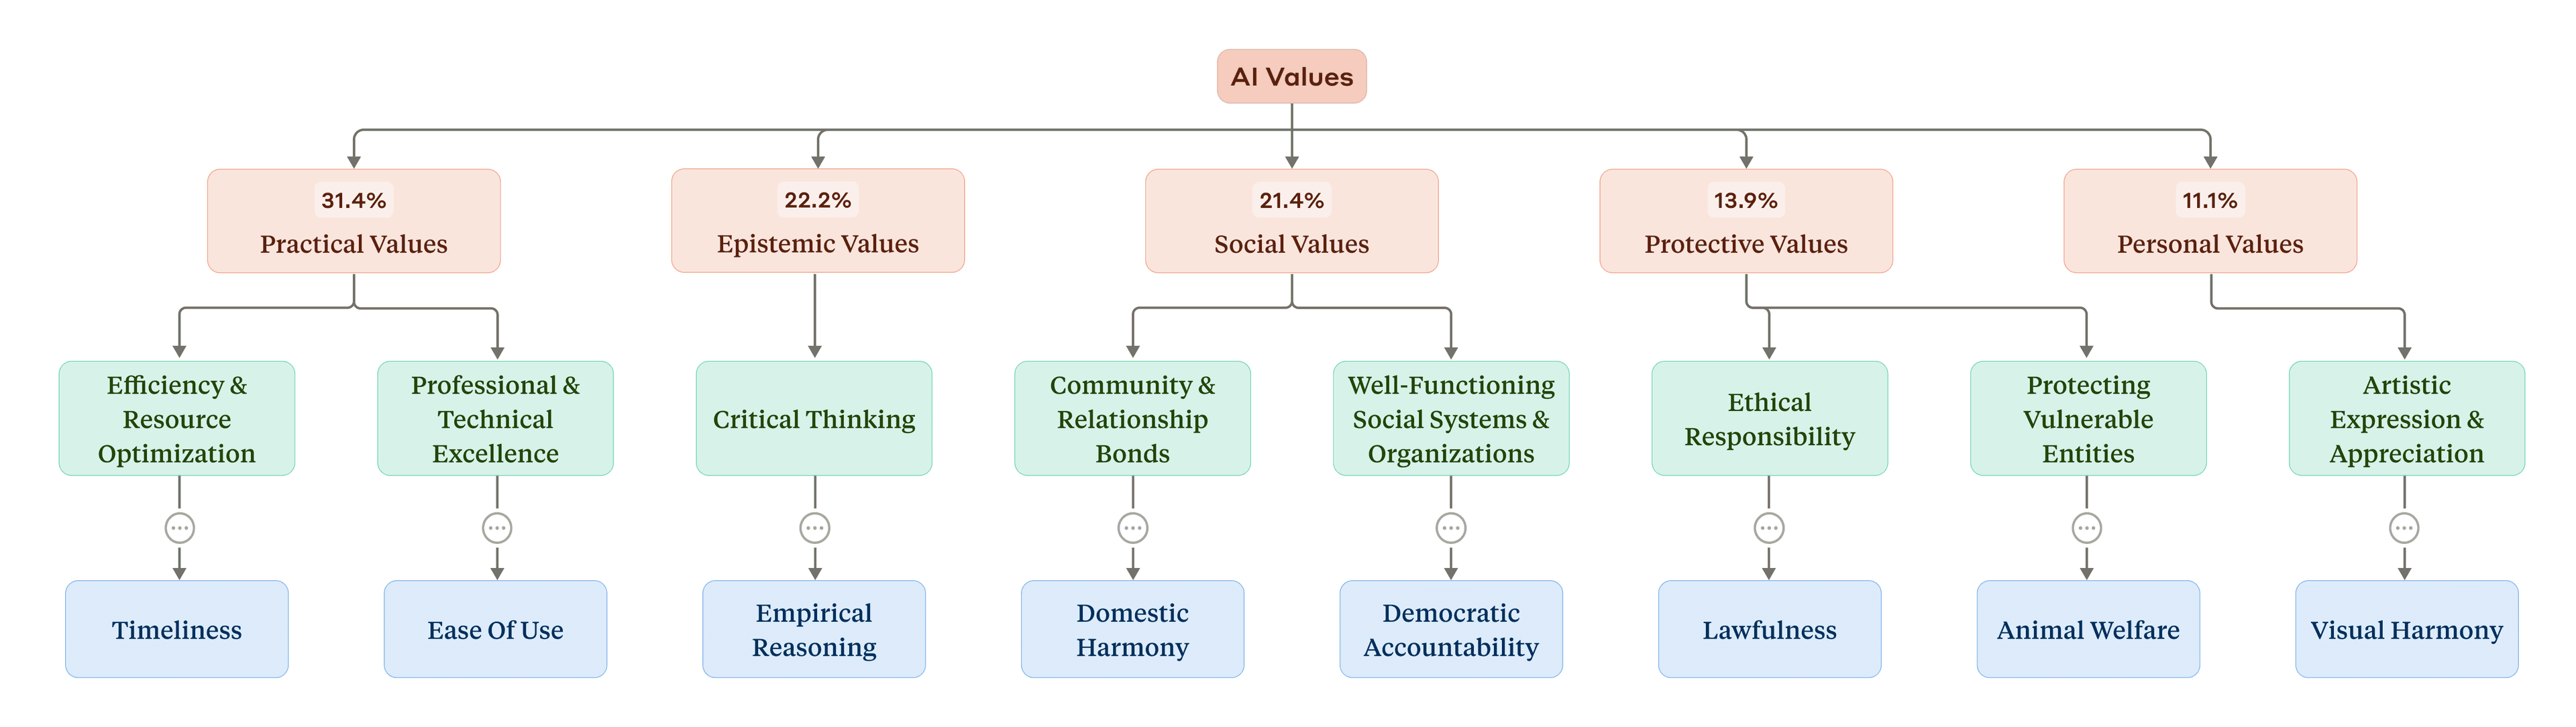 AI Values
31.4%
Practical Values
22.2%
Epistemic Values
21.4%
Social Values
13.9%
Protective Values
11.1%
Personal Values
Efficiency &
Resource
Optimization
Professional &
Technical
Excellence
Critical Thinking
Community &
Relationship
Bonds
Well-Functioning
Social Systems &
Organizations
Ethical
Responsibility
Protecting
Vulnerable
Entities
Artistic
Expression &
Appreciation
Timeliness
Ease Of Use
Empirical
Reasoning
Domestic
Harmony
Democratic
Accountability
Lawfulness
Animal Welfare
Visual Harmony